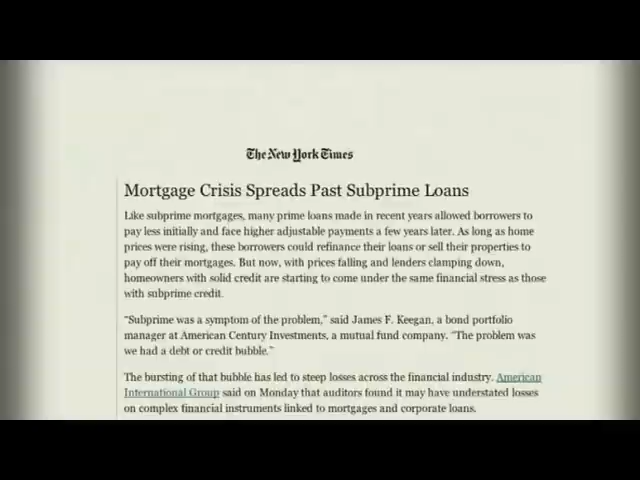 The New York Times
Mortgage Crisis Spreads Past Subprime Loans
Like subprime mortgages, many prime loans made in recent years allowed borrowers to
pay less initially and face higher adjustable payments a few years later. As long as home
prices were rising, these borrowers could refinance their loans or sell their properties to
pay off their mortgages. But now, with prices falling and lenders clamping down,
homeowners with solid credit are starting to come under the same financial stress as those
with subprime credit.
“Subprime was a symptom of the problem,” said James F. Keegan, a bond portfolio
manager at American Century Investments, a mutual fund company. “The problem was
we had a debt or credit bubble.”
The bursting of that bubble has led to steep losses across the financial industry. American
International Group said on Monday that auditors found it may have understated losses
on complex financial instruments linked to mortgages and corporate loans.